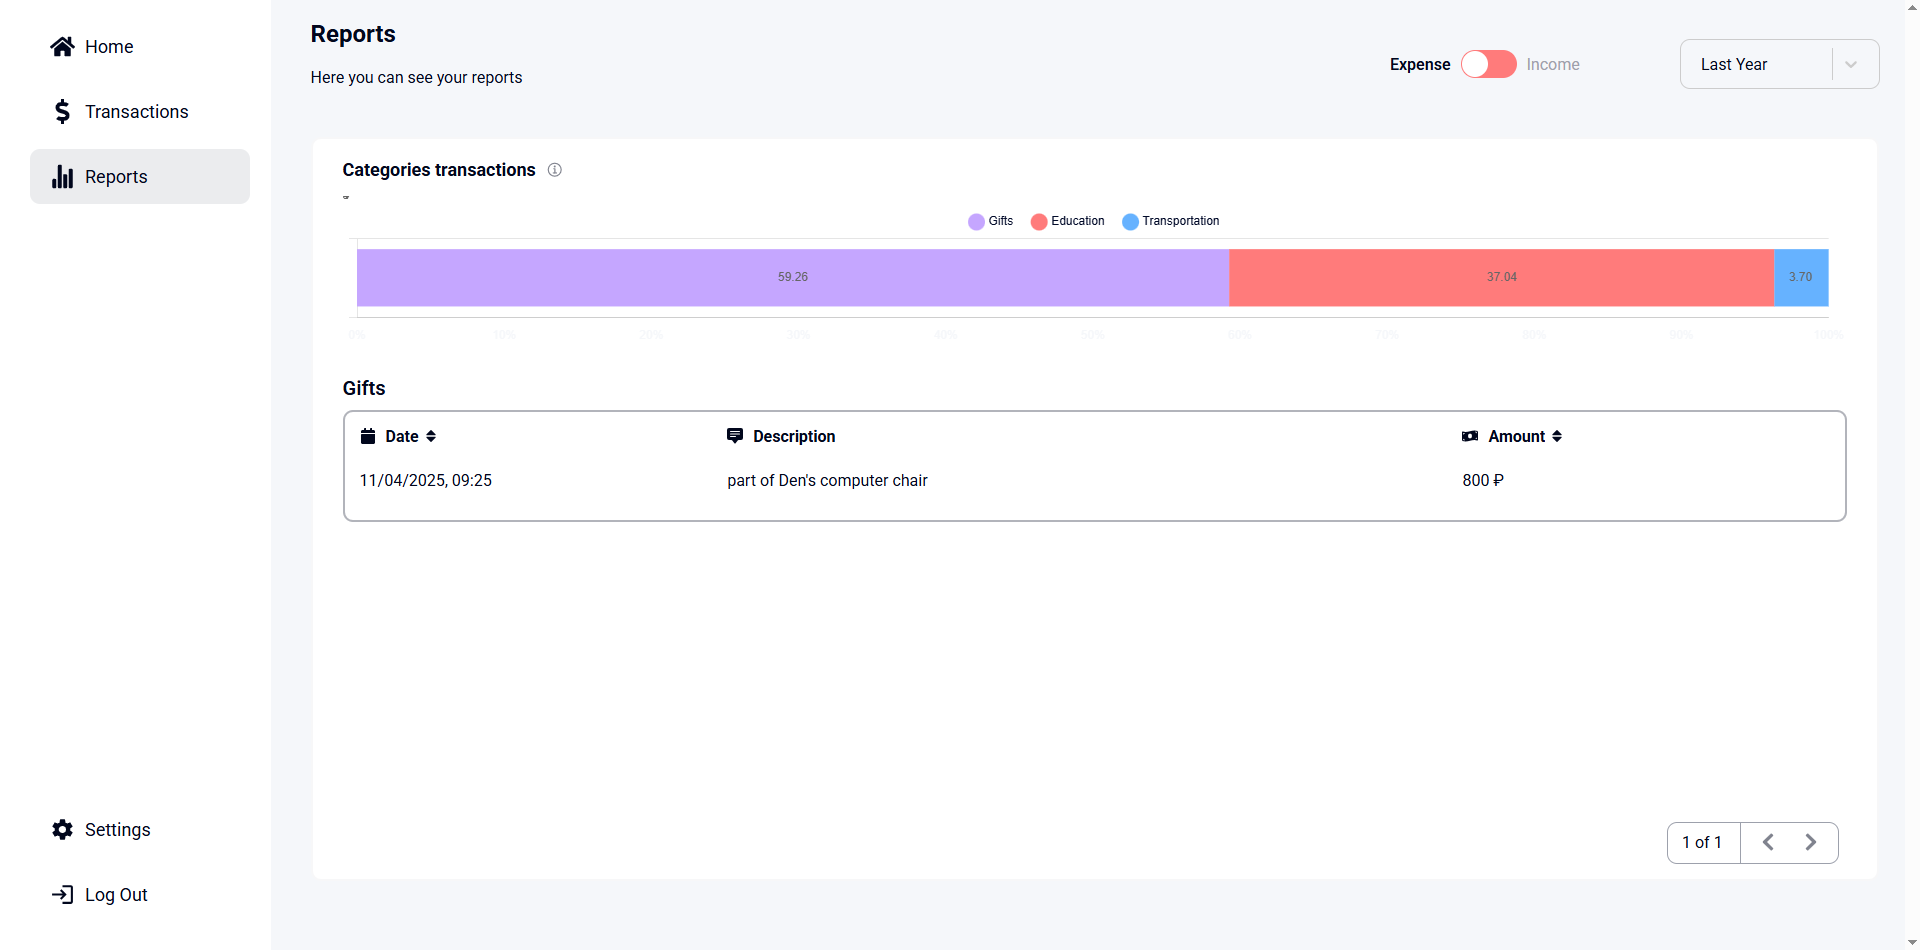 Home
Transactions
Reports
Settings
Log Out
Reports
Here you can see your reports
Expense Income
Last Year
Categories transactions
Gifts Education Transportation
59.26 37.04 3.70
0% 10% 20% 30% 40% 50% 60% 70% 80% 90% 100%
Gifts
Date Description Amount
11/04/2025, 09:25 part of Den's computer chair 800 ₽
1 of 1